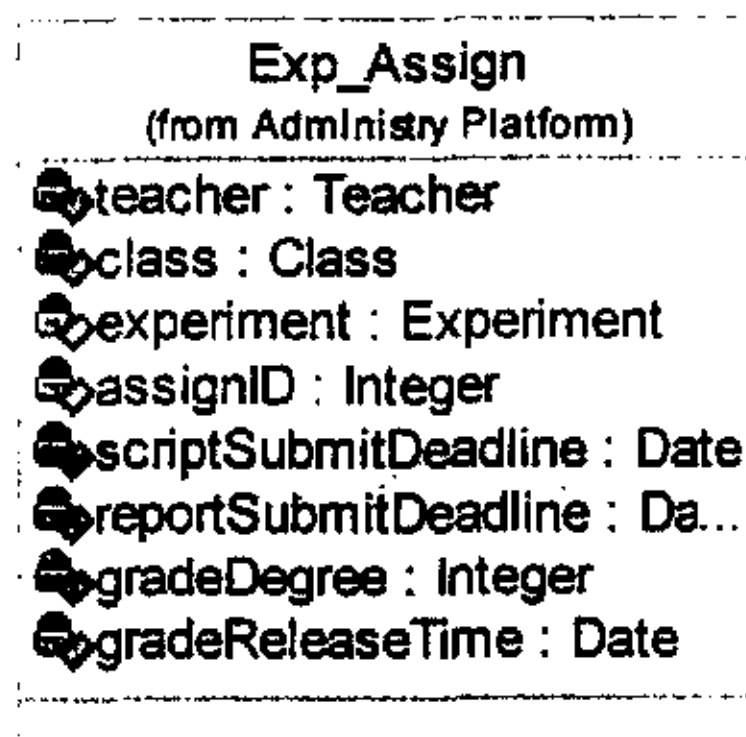 Exp_Assign
(from Administry Platform)
teacher : Teacher
class : Class
experiment : Experiment
assignID : Integer
scriptSubmitDeadline : Date
reportSubmitDeadline : Da...
gradeDegree : Integer
gradeReleaseTime : Date